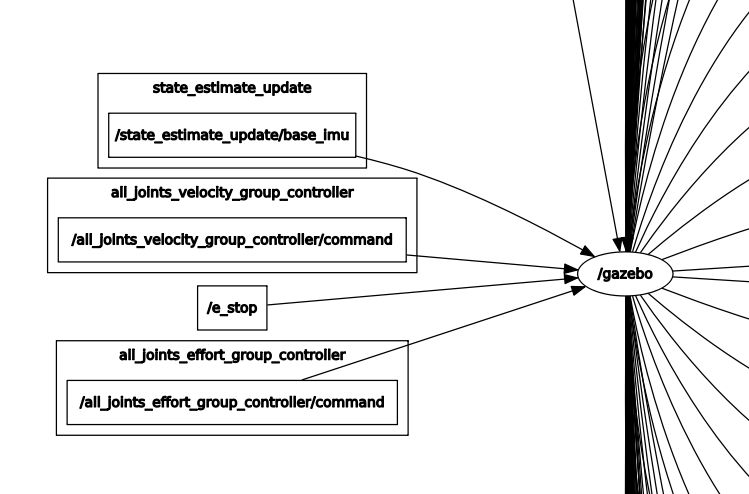 state_estimate_update
/state_estimate_update/base_imu
all_joints_velocity_group_controller
/all_joints_velocity_group_controller/command
/gazebo
/e_stop
all_joints_effort_group_controller
/all_joints_effort_group_controller/command